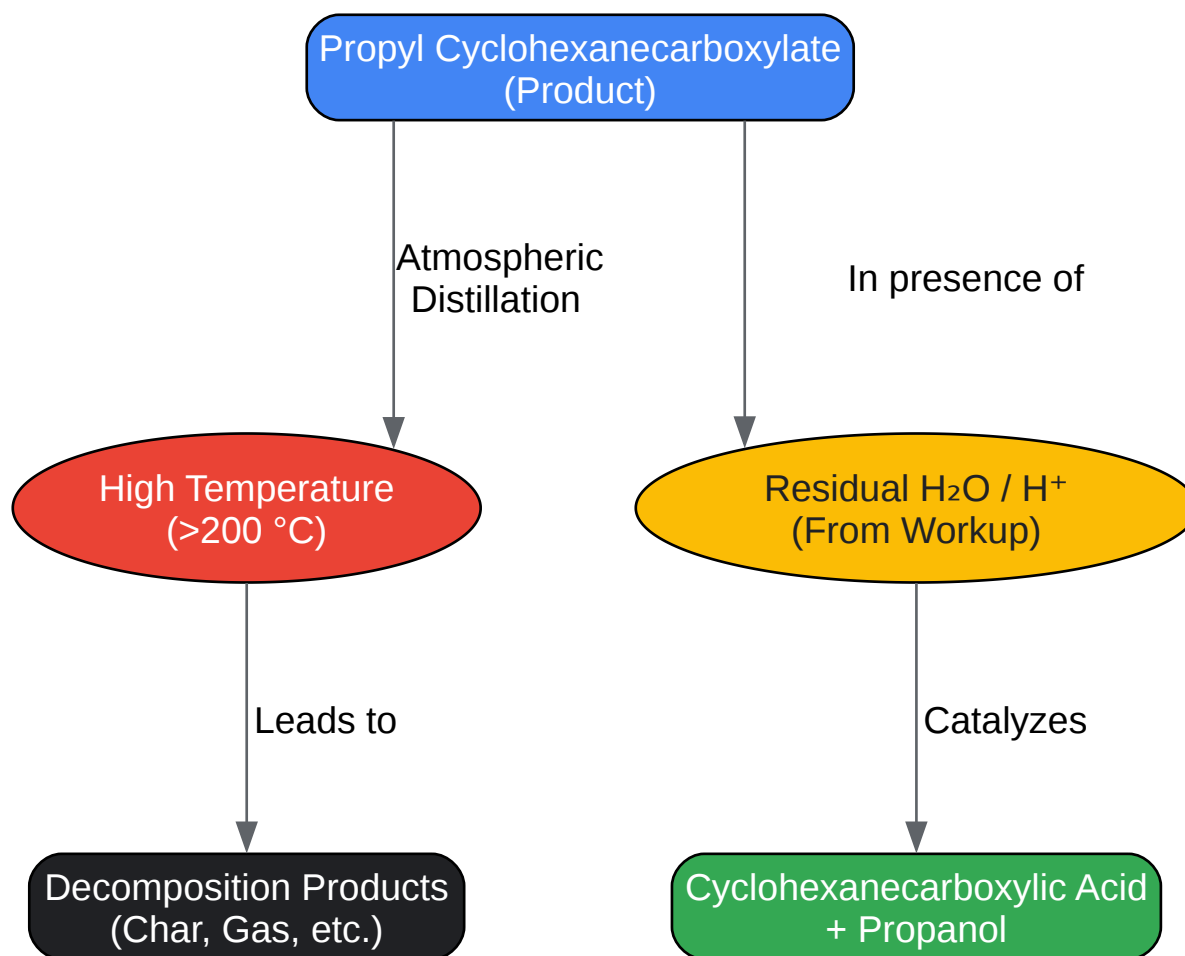 Propyl Cyclohexanecarboxylate
(Product)
Atmospheric
Distillation
In presence of
High Temperature
(>200 °C)
Residual H₂O / H⁺
(From Workup)
Leads to
Catalyzes
Decomposition Products
(Char, Gas, etc.)
Cyclohexanecarboxylic Acid
+ Propanol